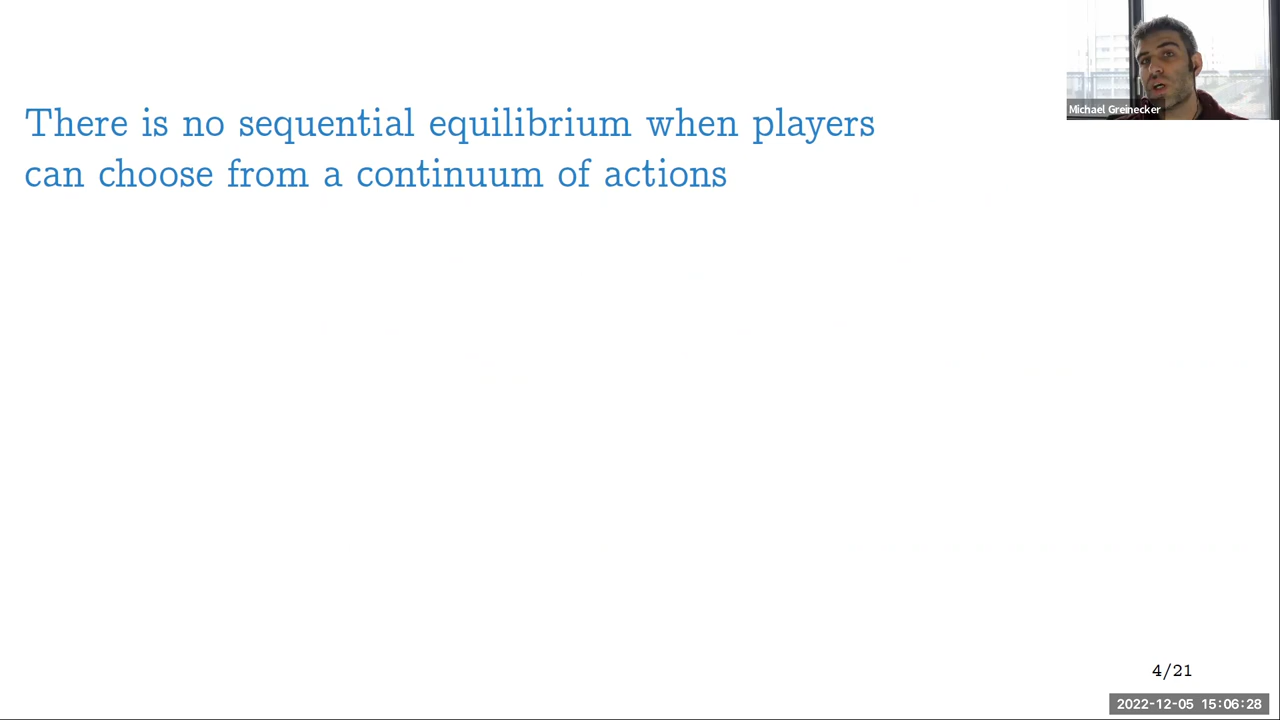 Michael Greinecker
There is no sequential equilibrium when players
can choose from a continuum of actions
4/21
2022-12-05 15:06:28